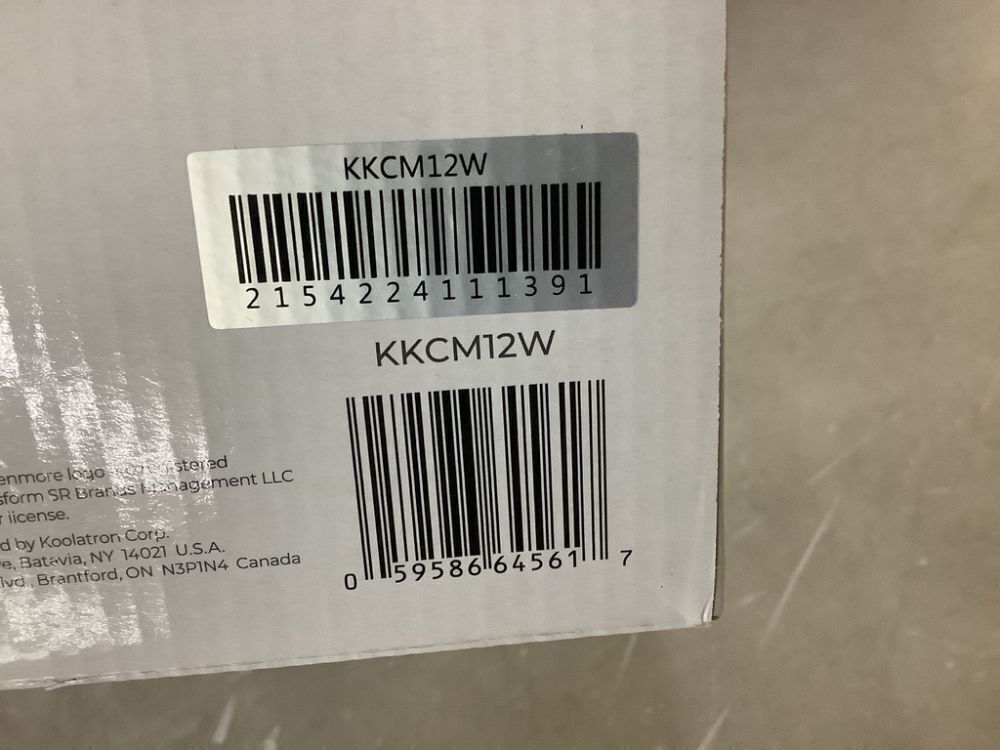 KKCM12W
2154224111391
KKCM12W
0 59586 64561 7
enmore logo stered
sform SR Brands Management LLC
r license.
d by Koolatron Corp.
e, Batavia, NY 14021 U.S.A.
lvd., Brantford, ON N3P1N4 Canada